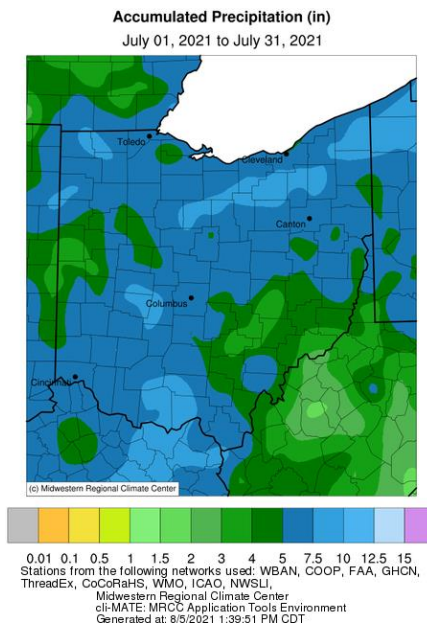 Accumulated Precipitation (in)
July 01, 2021 to July 31, 2021
Toledo
Cleveland
Canton
Columbus
Cincinnati
(c) Midwestern Regional Climate Center
0.01 0.1 0.5 1 1.5 2 3 4 5 7.5 10 12.5 15
Stations from the following networks used: WBAN, COOP, FAA, GHCN,
ThreadEx, CoCoRaHS, WMO, ICAO, NWSLI,
Midwestern Regional Climate Center
cli-MATE: MRCC Application Tools Environment
Generated at: 8/5/2021 1:39:51 PM CDT